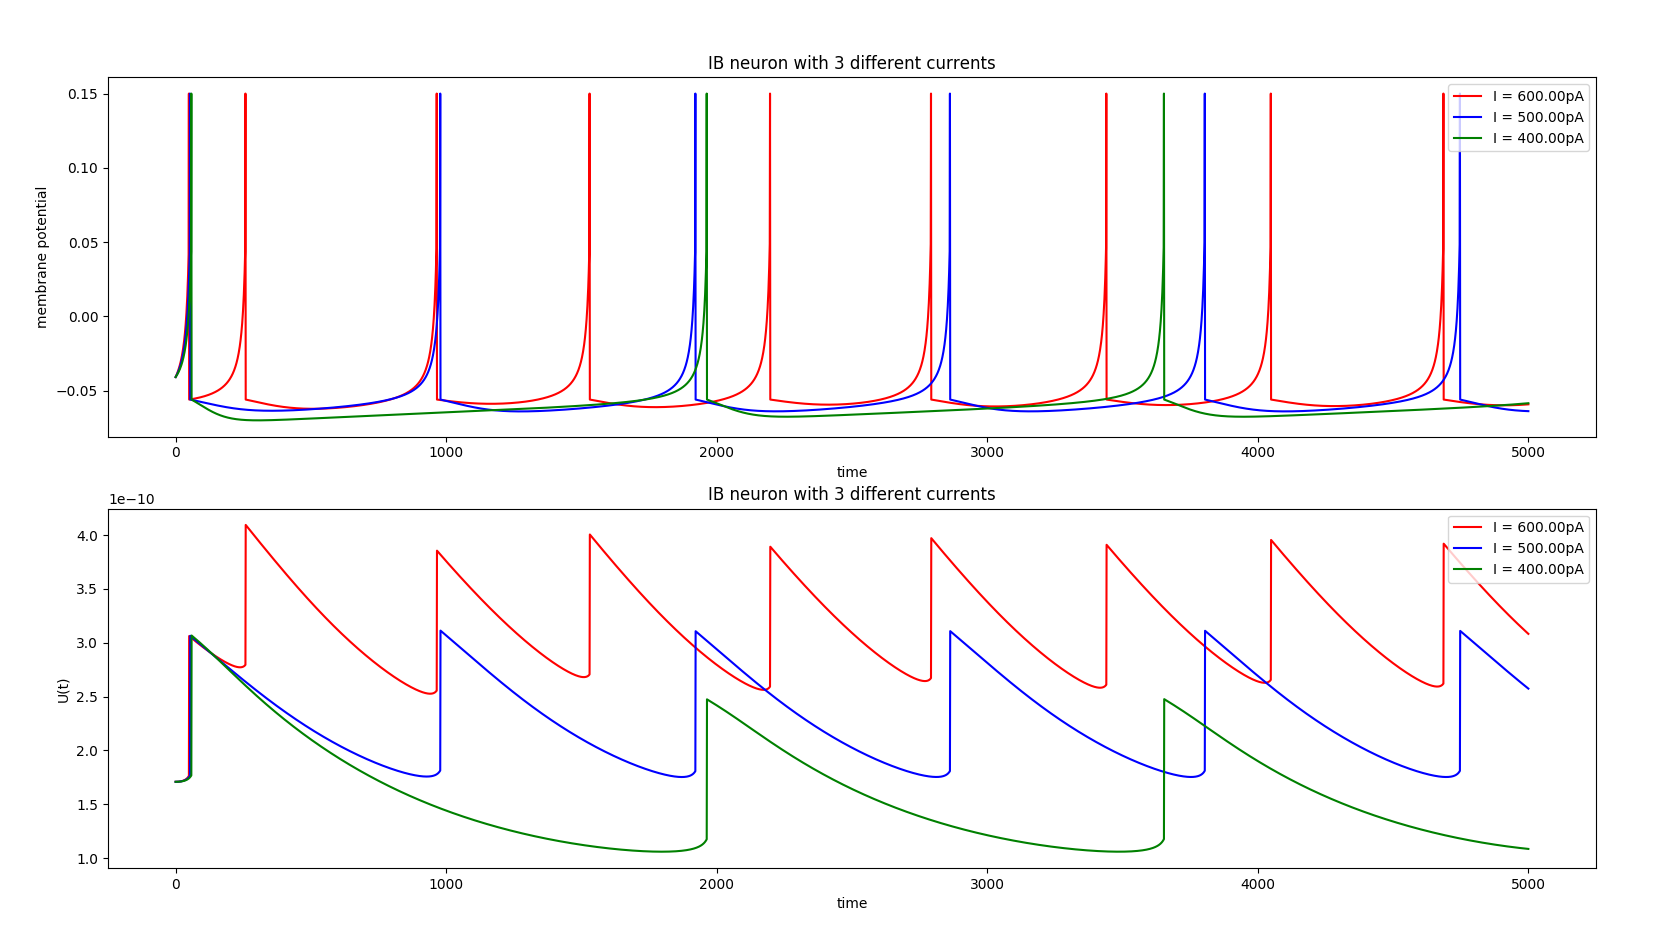 IB neuron with 3 different currents
membrane potential
0.15
0.10
0.05
0.00
−0.05
I = 600.00pA
I = 500.00pA
I = 400.00pA
0 1000 2000 3000 4000 5000
time
IB neuron with 3 different currents
1e−10
U(t)
4.0
3.5
3.0
2.5
2.0
1.5
1.0
I = 600.00pA
I = 500.00pA
I = 400.00pA
0 1000 2000 3000 4000 5000
time